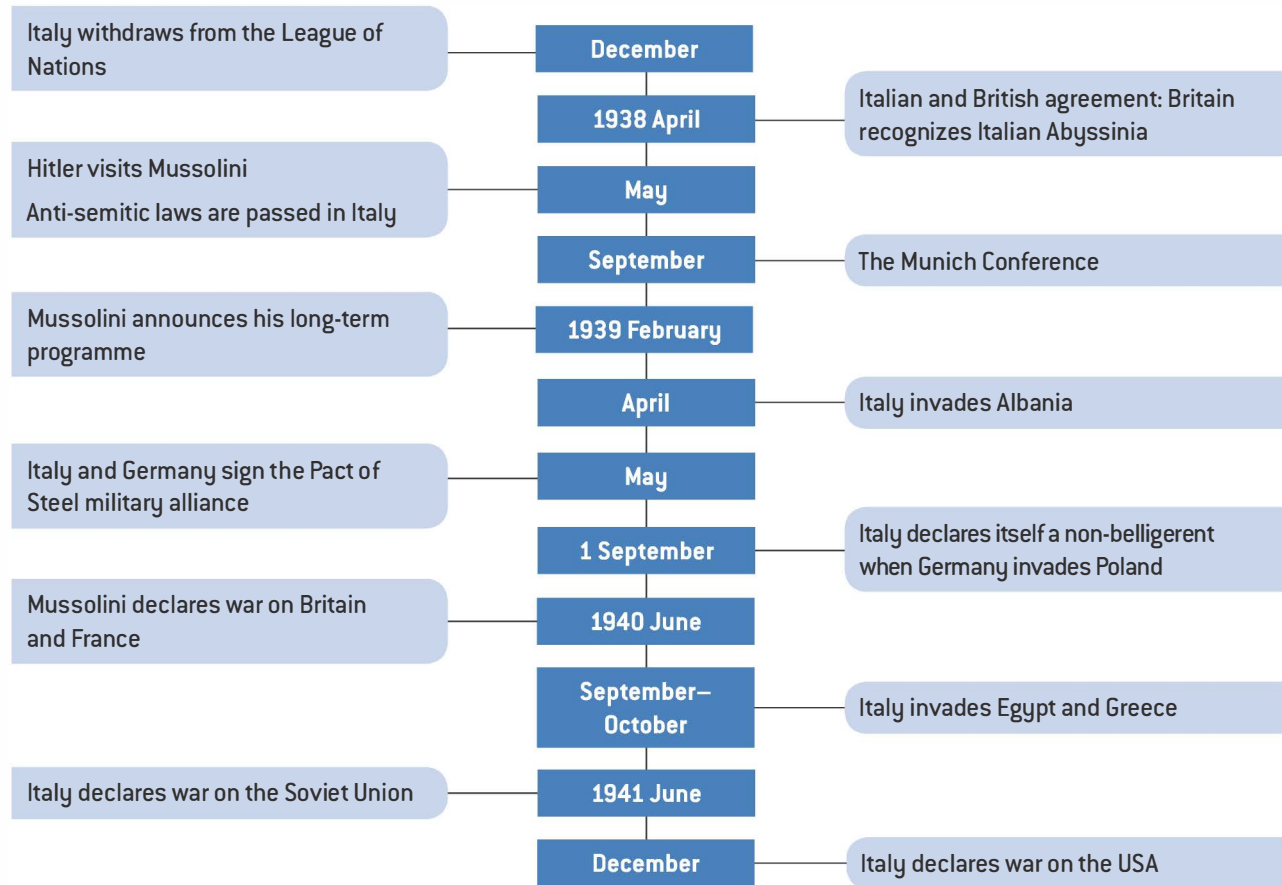 Italy withdraws from the League of
Nations
December
1938 April
Italian and British agreement: Britain
recognizes Italian Abyssinia
Hitler visits Mussolini
Anti-semitic laws are passed in Italy
May
September
The Munich Conference
Mussolini announces his long-term
programme
1939 February
April
Italy invades Albania
Italy and Germany sign the Pact of
Steel military alliance
May
1 September
Italy declares itself a non-belligerent
when Germany invades Poland
Mussolini declares war on Britain
and France
1940 June
September–
October
Italy invades Egypt and Greece
Italy declares war on the Soviet Union
1941 June
December
Italy declares war on the USA